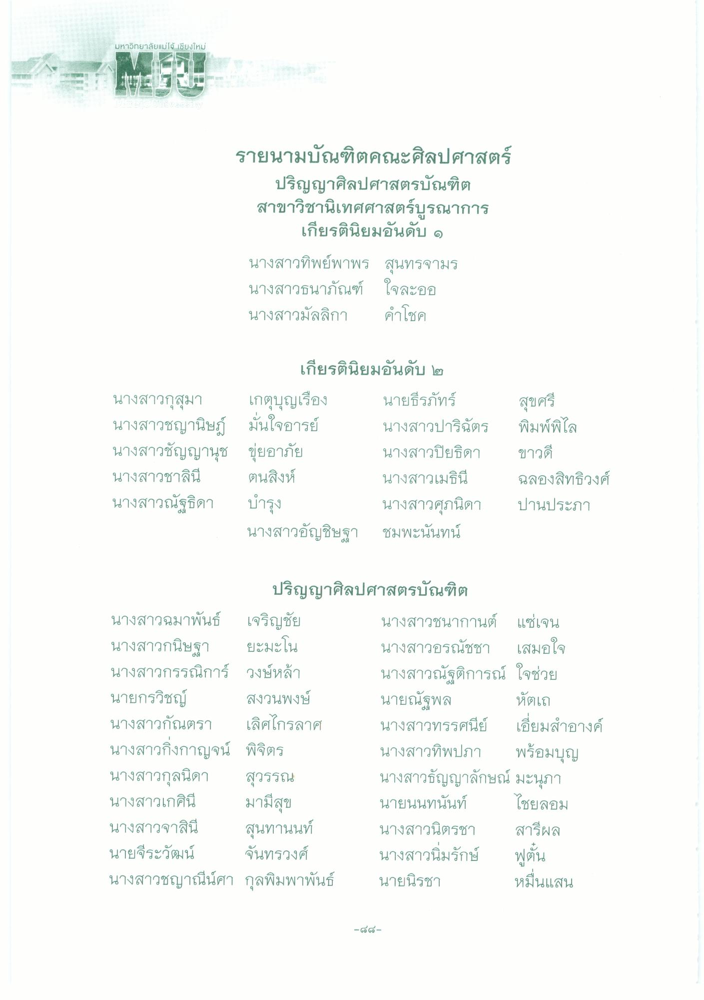 มหาวิทยาลัยแม่โจ้ เชียงใหม่
MJU
Maejo University
รายนามบัณฑิตคณะศิลปศาสตร์
ปริญญาศิลปศาสตรบัณฑิต
สาขาวิชานิเทศศาสตร์บูรณาการ
เกียรตินิยมอันดับ ๑
นางสาวทิพย์พาพร สุนทรจามร
นางสาวธนาภัณฑ์ ใจละออ
นางสาวมัลลิกา คำโชค
เกียรตินิยมอันดับ ๒
นางสาวกุสุมา เกตุบุญเรือง นายธีรภัทร์ สุขศรี
นางสาวชญานิษฎ์ มั่นใจอารย์ นางสาวปาริฉัตร พิมพ์พิไล
นางสาวชัญญานุช ขุ่ยอาภัย นางสาวปิยธิดา ขาวดี
นางสาวชาลินี ตนสิงห์ นางสาวเมธินี ฉลองสิทธิวงศ์
นางสาวณัฐธิดา บำรุง นางสาวศุภนิดา ปานประภา
นางสาวอัญชิษฐา ชมพะนันทน์
ปริญญาศิลปศาสตรบัณฑิต
นางสาวฉมาพันธ์ เจริญชัย นางสาวชนากานต์ แซ่เจน
นางสาวกนิษฐา ยะมะโน นางสาวอรณัชชา เสมอใจ
นางสาวกรรณิการ์ วงษ์หล้า นางสาวณัฐติการณ์ ใจช่วย
นายกรวิชญ์ สงวนพงษ์ นายณัฐพล หัตเถ
นางสาวกัณตรา เลิศไกรลาศ นางสาวทรรศนีย์ เอี่ยมสำอางค์
นางสาวกิ่งกาญจน์ พิจิตร นางสาวทิพปภา พร้อมบุญ
นางสาวกุลนิดา สุวรรณ นางสาวธัญญาลักษณ์ มะนุภา
นางสาวเกศินี มามีสุข นายนนทนันท์ ไชยลอม
นางสาวจาสินี สุนทานนท์ นางสาวนิตรชา สารีผล
นายจีระวัฒน์ จันทรวงศ์ นางสาวนิ่มรักษ์ ฟูตั๋น
นางสาวชญาณีน์ศา กุลพิมพาพันธ์ นายนิรชา หมื่นแสน
-๘๘-